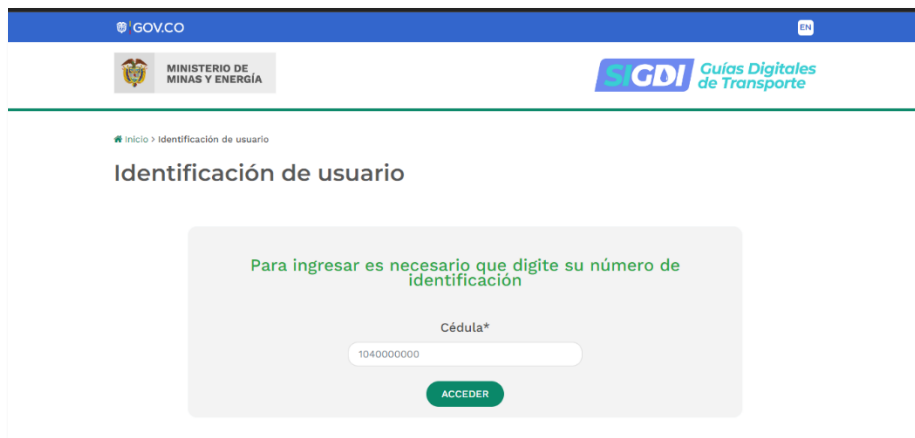 GOV.CO
EN
MINISTERIO DE
MINAS Y ENERGÍA
SIGDI
Guías Digitales
de Transporte
Inicio > Identificación de usuario
Identificación de usuario
Para ingresar es necesario que digite su número de
identificación
Cédula*
1040000000
ACCEDER